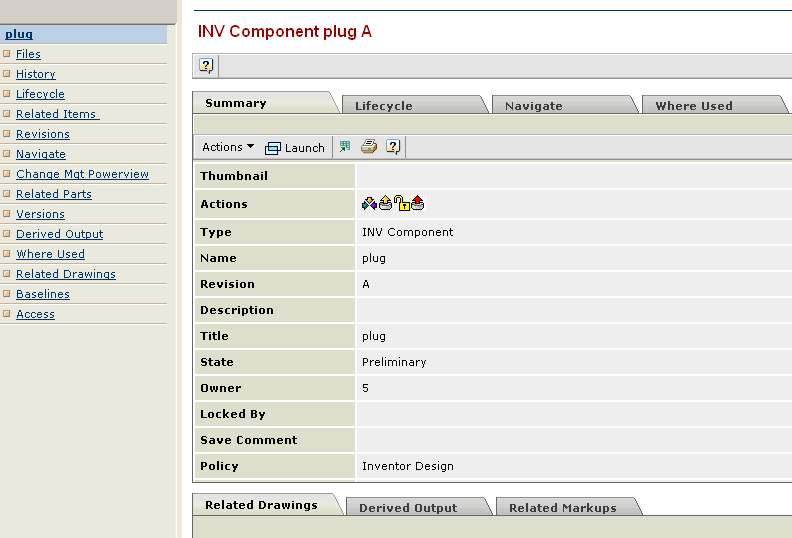 plug
Files
History
Lifecycle
Related Items
Revisions
Navigate
Change Mgt Powerview
Related Parts
Versions
Derived Output
Where Used
Related Drawings
Baselines
Access
INV Component plug A
Summary Lifecycle Navigate Where Used
Actions Launch
Thumbnail
Actions
Type INV Component
Name plug
Revision A
Description
Title plug
State Preliminary
Owner 5
Locked By
Save Comment
Policy Inventor Design
Related Drawings Derived Output Related Markups